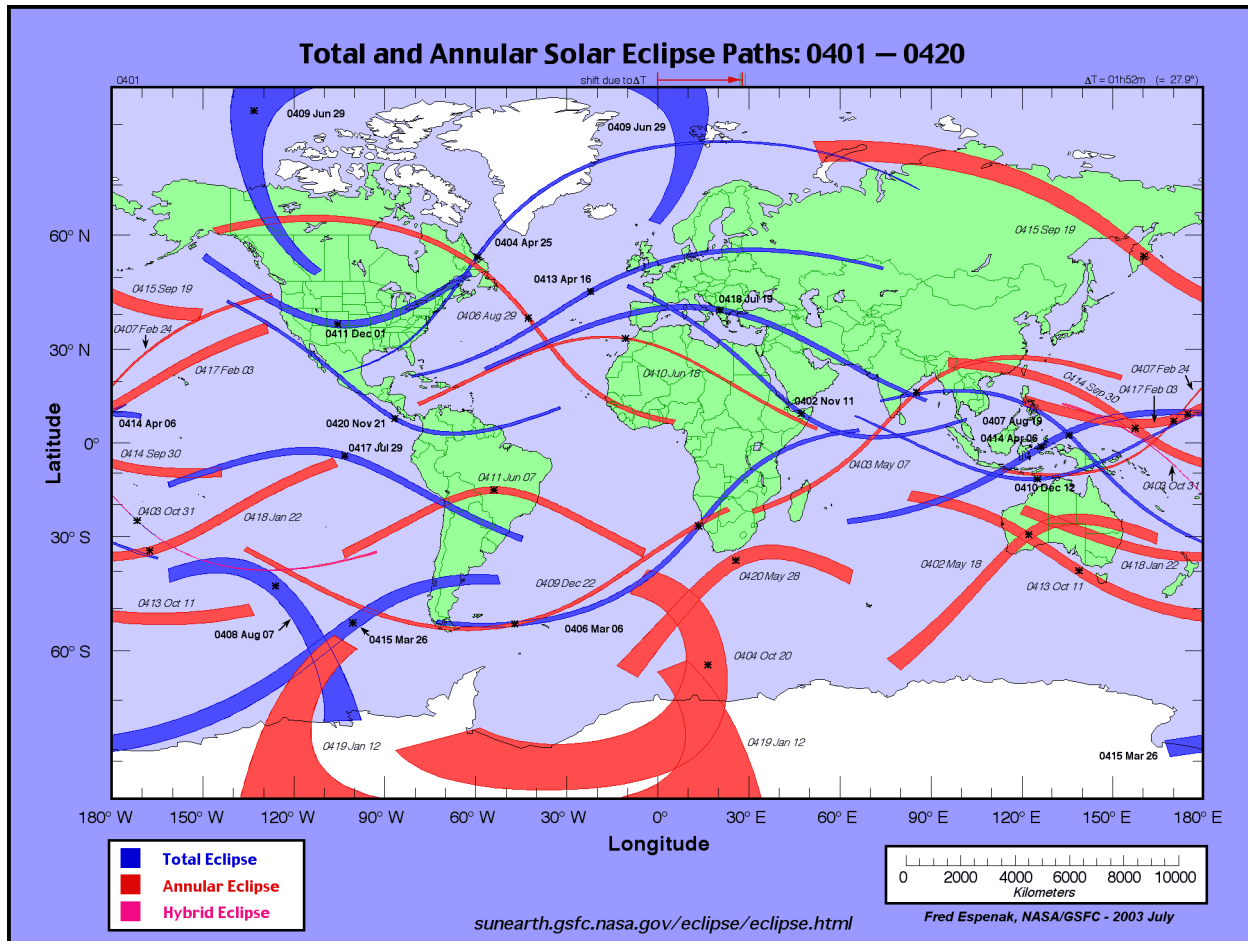 Total and Annular Solar Eclipse Paths: 0401 — 0420
0401
shift due to ΔT
ΔT = 01h52m (= 27.9°)
0409 Jun 29
0409 Jun 29
0404 Apr 25
0415 Sep 19
0413 Apr 16
0415 Sep 19
0418 Jul 19
0406 Aug 29
0407 Feb 24
0411 Dec 01
0417 Feb 03
0410 Jun 18
0407 Feb 24
0414 Sep 30
0417 Feb 03
0402 Nov 11
0414 Apr 06
0420 Nov 21
0407 Aug 19
0417 Jul 29
0414 Apr 06
0414 Sep 30
0403 May 07
0411 Jun 07
0403 Oct 31
0410 Dec 12
0403 Oct 31
0418 Jan 22
0402 May 18
0418 Jan 22
0409 Dec 22
0420 May 28
0413 Oct 11
0413 Oct 11
0408 Aug 07
0406 Mar 06
0415 Mar 26
0404 Oct 20
0419 Jan 12
0419 Jan 12
0415 Mar 26
60° N
30° N
0°
30° S
60° S
Latitude
180° W 150° W 120° W 90° W 60° W 30° W 0° 30° E 60° E 90° E 120° E 150° E 180° E
Longitude
Total Eclipse
Annular Eclipse
Hybrid Eclipse
0 2000 4000 6000 8000 10000
Kilometers
sunearth.gsfc.nasa.gov/eclipse/eclipse.html
Fred Espenak, NASA/GSFC - 2003 July